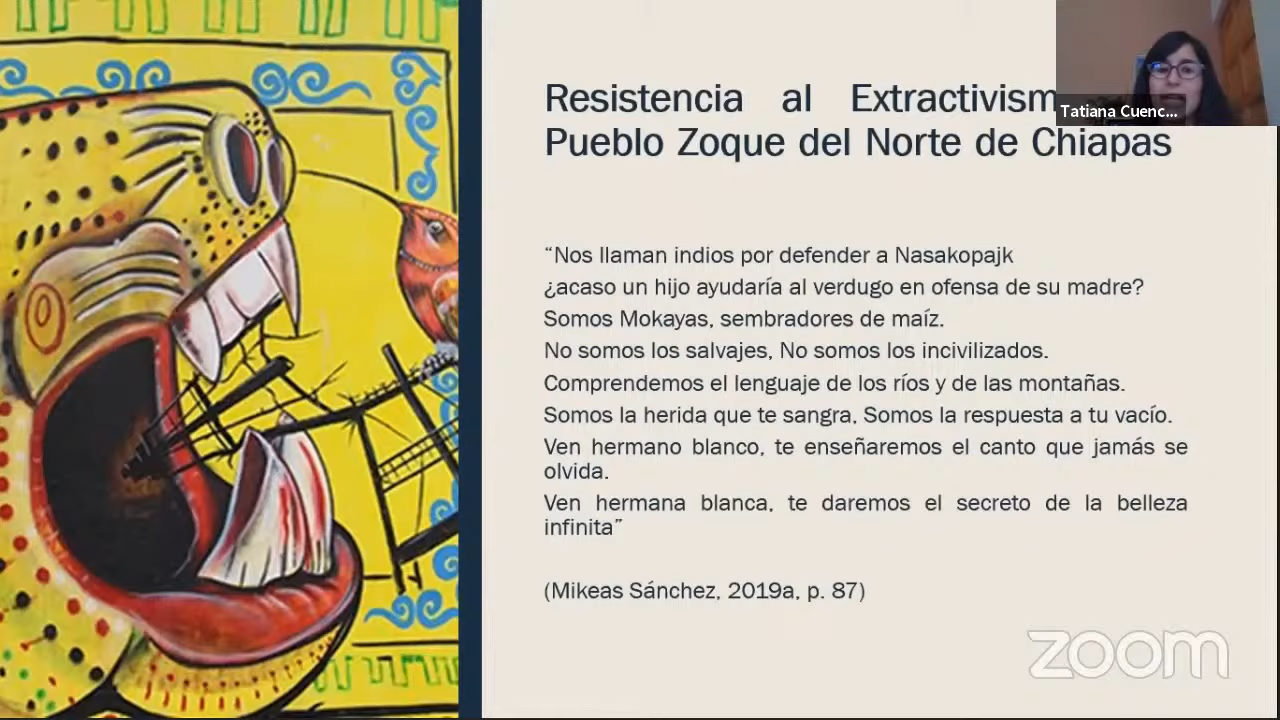 Resistencia al Extractivism
Pueblo Zoque del Norte de Chiapas
Tatiana Cuenc...
“Nos llaman indios por defender a Nasakopajk
¿acaso un hijo ayudaría al verdugo en ofensa de su madre?
Somos Mokayas, sembradores de maíz.
No somos los salvajes, No somos los incivilizados.
Comprendemos el lenguaje de los ríos y de las montañas.
Somos la herida que te sangra, Somos la respuesta a tu vacío.
Ven hermano blanco, te enseñaremos el canto que jamás se
olvida.
Ven hermana blanca, te daremos el secreto de la belleza
infinita”
(Mikeas Sánchez, 2019a, p. 87)
zoom